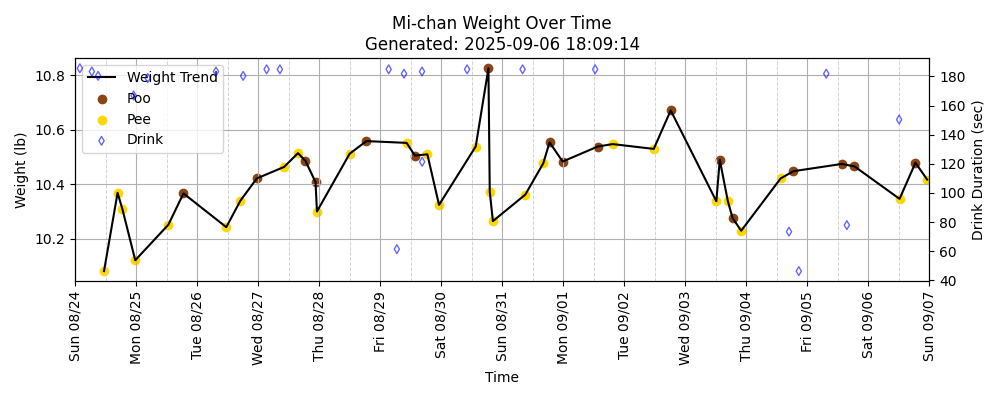 Mi-chan Weight Over Time
Generated: 2025-09-06 18:09:14
Weight (lb)
10.8
10.6
10.4
10.2
Weight Trend
Poo
Pee
Drink
180
160
140
120
100
80
60
40
Drink Duration (sec)
Sun 08/24
Mon 08/25
Tue 08/26
Wed 08/27
Thu 08/28
Fri 08/29
Sat 08/30
Sun 08/31
Mon 09/01
Tue 09/02
Wed 09/03
Thu 09/04
Fri 09/05
Sat 09/06
Sun 09/07
Time